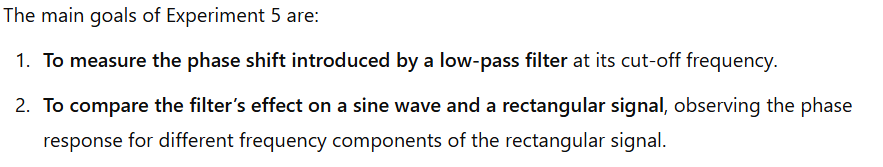 The main goals of Experiment 5 are:
1. To measure the phase shift introduced by a low-pass filter at its cut-off frequency.
2. To compare the filter’s effect on a sine wave and a rectangular signal, observing the phase
response for different frequency components of the rectangular signal.